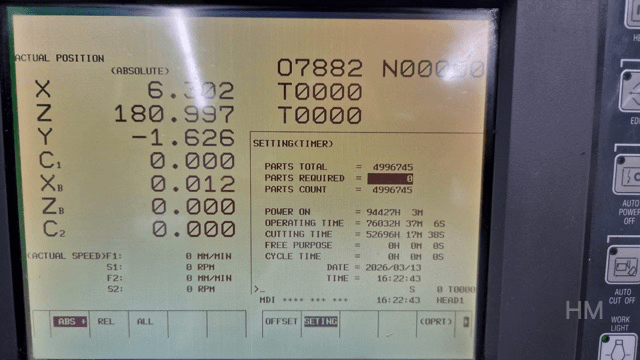 ACTUAL POSITION
(ABSOLUTE)
O7882 N00000
X 6.302
T0000
Z 180.997
T0000
Y -1.626
C1 0.000
XB 0.012
ZB 0.000
C2 0.000
SETTING(TIMER)
PARTS TOTAL = 4996745
PARTS REQUIRED = 0
PARTS COUNT = 4996745
POWER ON = 94427H 3M
OPERATING TIME = 76032H 37M 6S
CUTTING TIME = 52696H 17M 38S
FREE PURPOSE = 0H 0M 0S
CYCLE TIME = 0H 0M 0S
DATE = 2026/03/13
TIME = 16:22:43
(ACTUAL SPEED)F1: 0 MM/MIN
S1: 0 RPM
F2: 0 MM/MIN
S2: 0 RPM
>_ S 0 T0000
MDI **** *** *** 16:22:43 HEAD1
ABS + REL ALL OFFSET SETING (OPRT) +
AUTO
POWER
OFF
AUTO
CUT OFF
WORK
LIGHT
HM